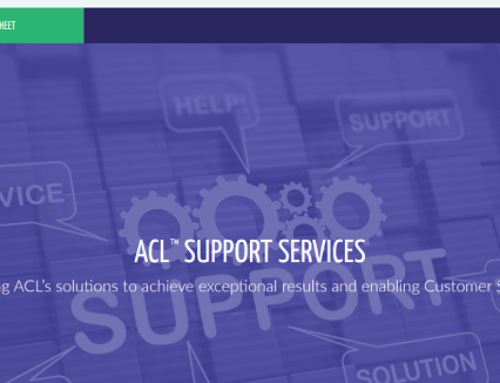 HEET
HELP!
SUPPORT
VICE
ACL™ SUPPORT SERVICES
g ACL's solutions to achieve exceptional results and enabling Customer S
SUPPORT
SOLUTION